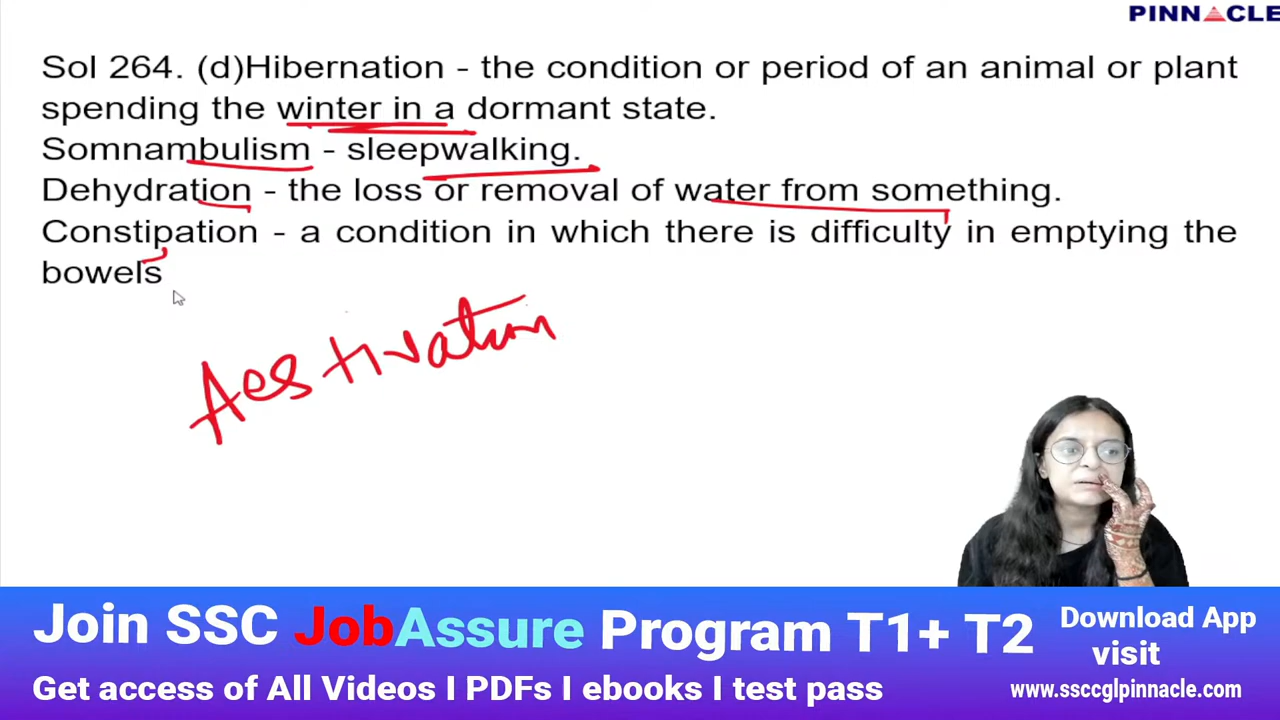 PINNACLE
Sol 264. (d)Hibernation - the condition or period of an animal or plant
spending the winter in a dormant state.
Somnambulism - sleepwalking.
Dehydration - the loss or removal of water from something.
Constipation - a condition in which there is difficulty in emptying the
bowels
Aestivation
Join SSC JobAssure Program T1+ T2
Get access of All Videos I PDFs I ebooks I test pass
Download App
visit
www.ssccglpinnacle.com